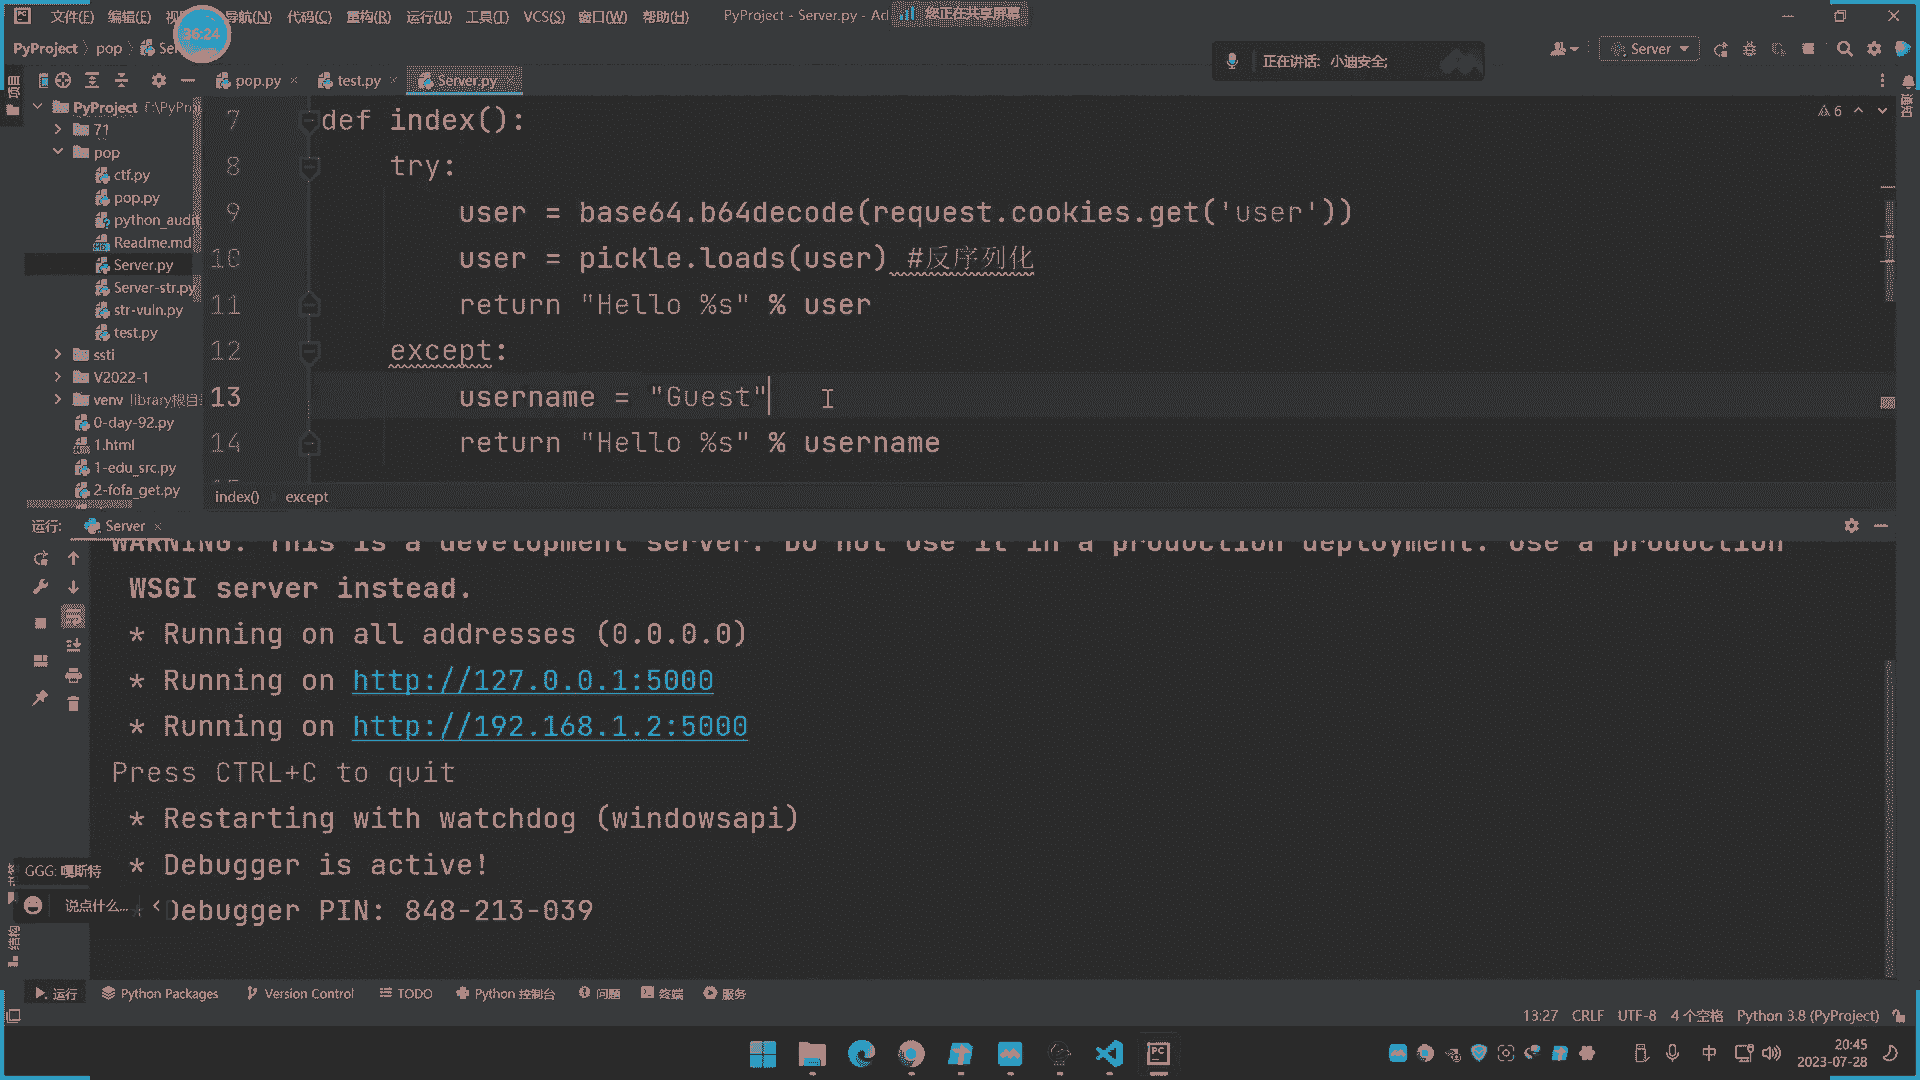 文件(F) 编辑(E) 导航(N) 代码(C) 重构(R) 运行(U) 工具(T) VCS(S) 窗口(W) 帮助(H) PyProject - Server.py - Ad 您正在共享屏幕
36:24
PyProject pop Server
正在讲话: 小迪安全;
项目
pop.py test.py Server.py
通知
PyProject
71
pop
ctf.py
pop.py
python_audi
Readme.md
Server.py
Server-str.py
str-vuln.py
test.py
ssti
V2022-1
venv library根目
0-day-92.py
1.html
1-edu_src.py
2-fofa_get.py
6
7 def index():
8 try:
9 user = base64.b64decode(request.cookies.get('user'))
10 user = pickle.loads(user) #反序列化
11 return "Hello %s" % user
12 except:
13 username = "Guest"
14 return "Hello %s" % username
index() except
运行: Server
WARNING: This is a development server. Do not use it in a production deployment. Use a production
WSGI server instead.
* Running on all addresses (0.0.0.0)
* Running on http://127.0.0.1:5000
* Running on http://192.168.1.2:5000
Press CTRL+C to quit
* Restarting with watchdog (windowsapi)
* Debugger is active!
* Debugger PIN: 848-213-039
GGG: 嘎斯特
说点什么...
结构
运行 Python Packages Version Control TODO Python 控制台 问题 终端 服务
13:27 CRLF UTF-8 4 个空格 Python 3.8 (PyProject)
中
20:45
2023-07-28